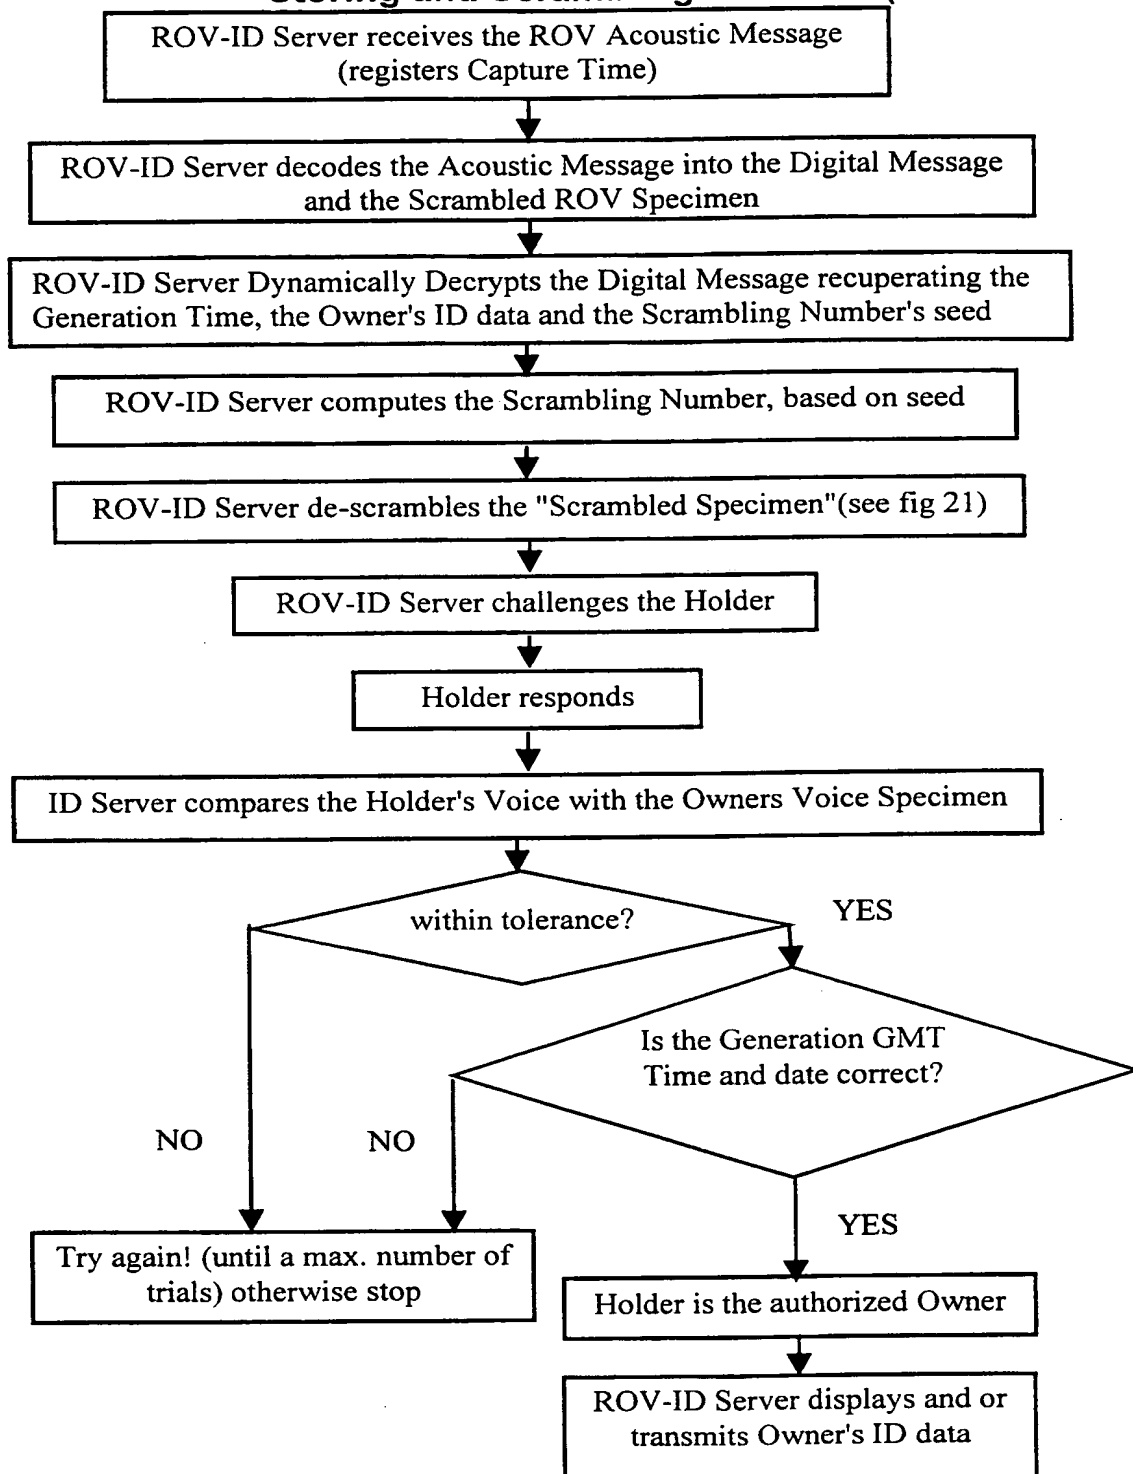 ROV-ID Server receives the ROV Acoustic Message
(registers Capture Time)
ROV-ID Server decodes the Acoustic Message into the Digital Message
and the Scrambled ROV Specimen
ROV-ID Server Dynamically Decrypts the Digital Message recuperating the
Generation Time, the Owner's ID data and the Scrambling Number's seed
ROV-ID Server computes the Scrambling Number, based on seed
ROV-ID Server de-scrambles the "Scrambled Specimen"(see fig 21)
ROV-ID Server challenges the Holder
Holder responds
ID Server compares the Holder's Voice with the Owners Voice Specimen
within tolerance?
YES
Is the Generation GMT
Time and date correct?
NO
NO
YES
Try again! (until a max. number of
trials) otherwise stop
Holder is the authorized Owner
ROV-ID Server displays and or
transmits Owner's ID data